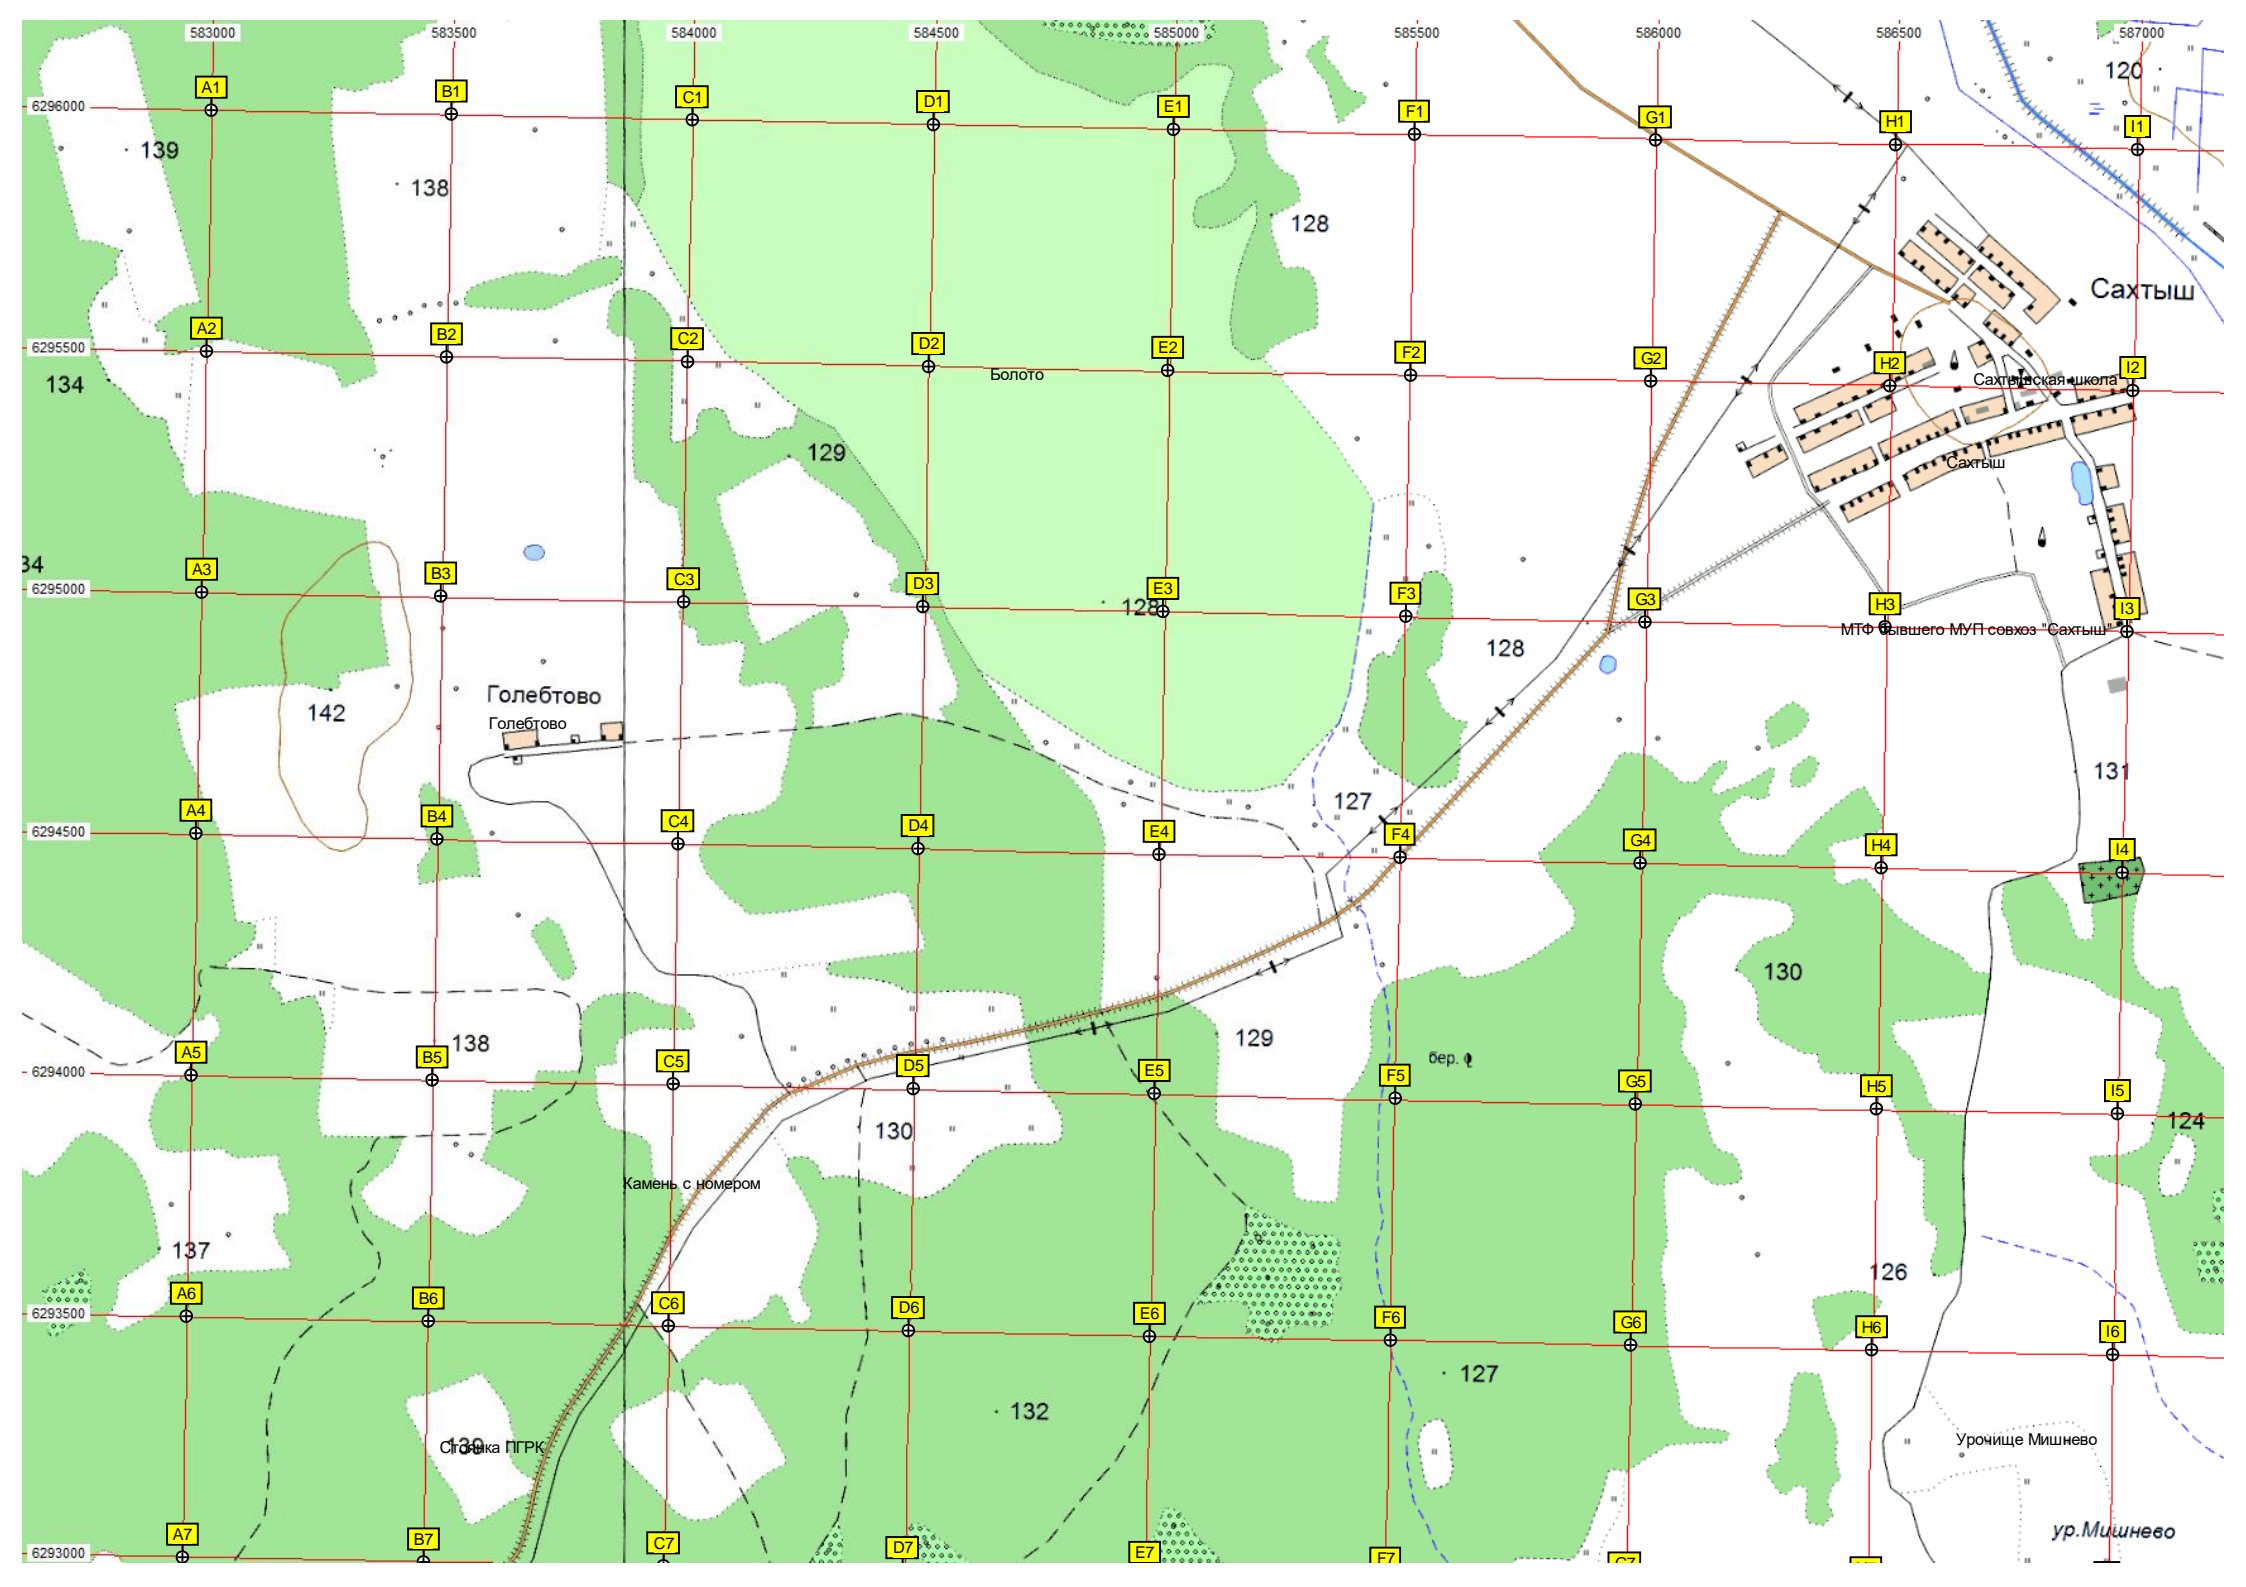 583000 583500 584000 584500 585000 585500 586000 586500 587000
120
6296000 A1 B1 C1 D1 E1 F1 G1 H1 I1
139
138
128
Сахтыш
6295500 A2 B2 C2 D2 E2 F2 G2 H2 I2
134
Болото
Сахтышская школа
129
Сахтыш
34
6295000 A3 B3 C3 D3 E3 F3 G3 H3 I3
128
МТФ бывшего МУП совхоз "Сахтыш"
128
Голебтово
142
Голебтово
131
127
6294500 A4 B4 C4 D4 E4 F4 G4 H4 I4
130
129
138
бер.
6294000 A5 B5 C5 D5 E5 F5 G5 H5 I5
124
130
Камень с номером
137
126
6293500 A6 B6 C6 D6 E6 F6 G6 H6 I6
127
132
Урочище Мишнево
139
Стоянка ПГРК
ур.Мишнево
6293000 A7 B7 C7 D7 E7 F7 G7